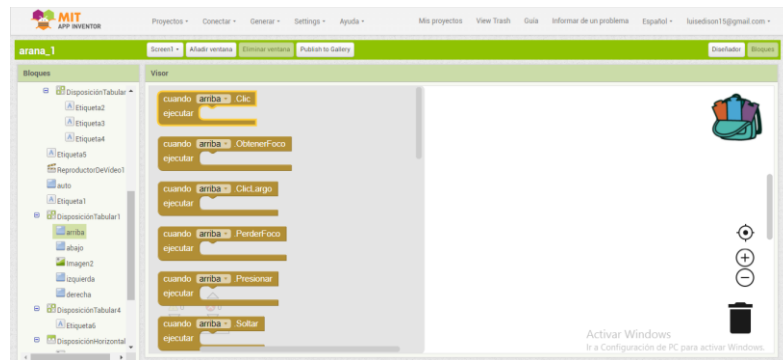 MIT
APP INVENTOR
Proyectos Conectar Generar Settings Ayuda Mis proyectos View Trash Guía Informar de un problema Español luisedison15@gmail.com
arana_1 Screen1 Añadir ventana Eliminar ventana Publish to Gallery Diseñador Bloques
Bloques Visor
DisposiciónTabular
Etiqueta2
Etiqueta3
Etiqueta4
Etiqueta5
ReproductorDeVideo1
auto
Etiqueta1
DisposiciónTabular1
arriba
abajo
Imagen2
izquierda
derecha
DisposiciónTabular4
Etiqueta6
DisposiciónHorizontal
cuando arriba .Clic
ejecutar
cuando arriba .ObtenerFoco
ejecutar
cuando arriba .ClicLargo
ejecutar
cuando arriba .PerderFoco
ejecutar
cuando arriba .Presionar
ejecutar
cuando arriba .Soltar
ejecutar
Activar Windows
Ir a Configuración de PC para activar Windows.